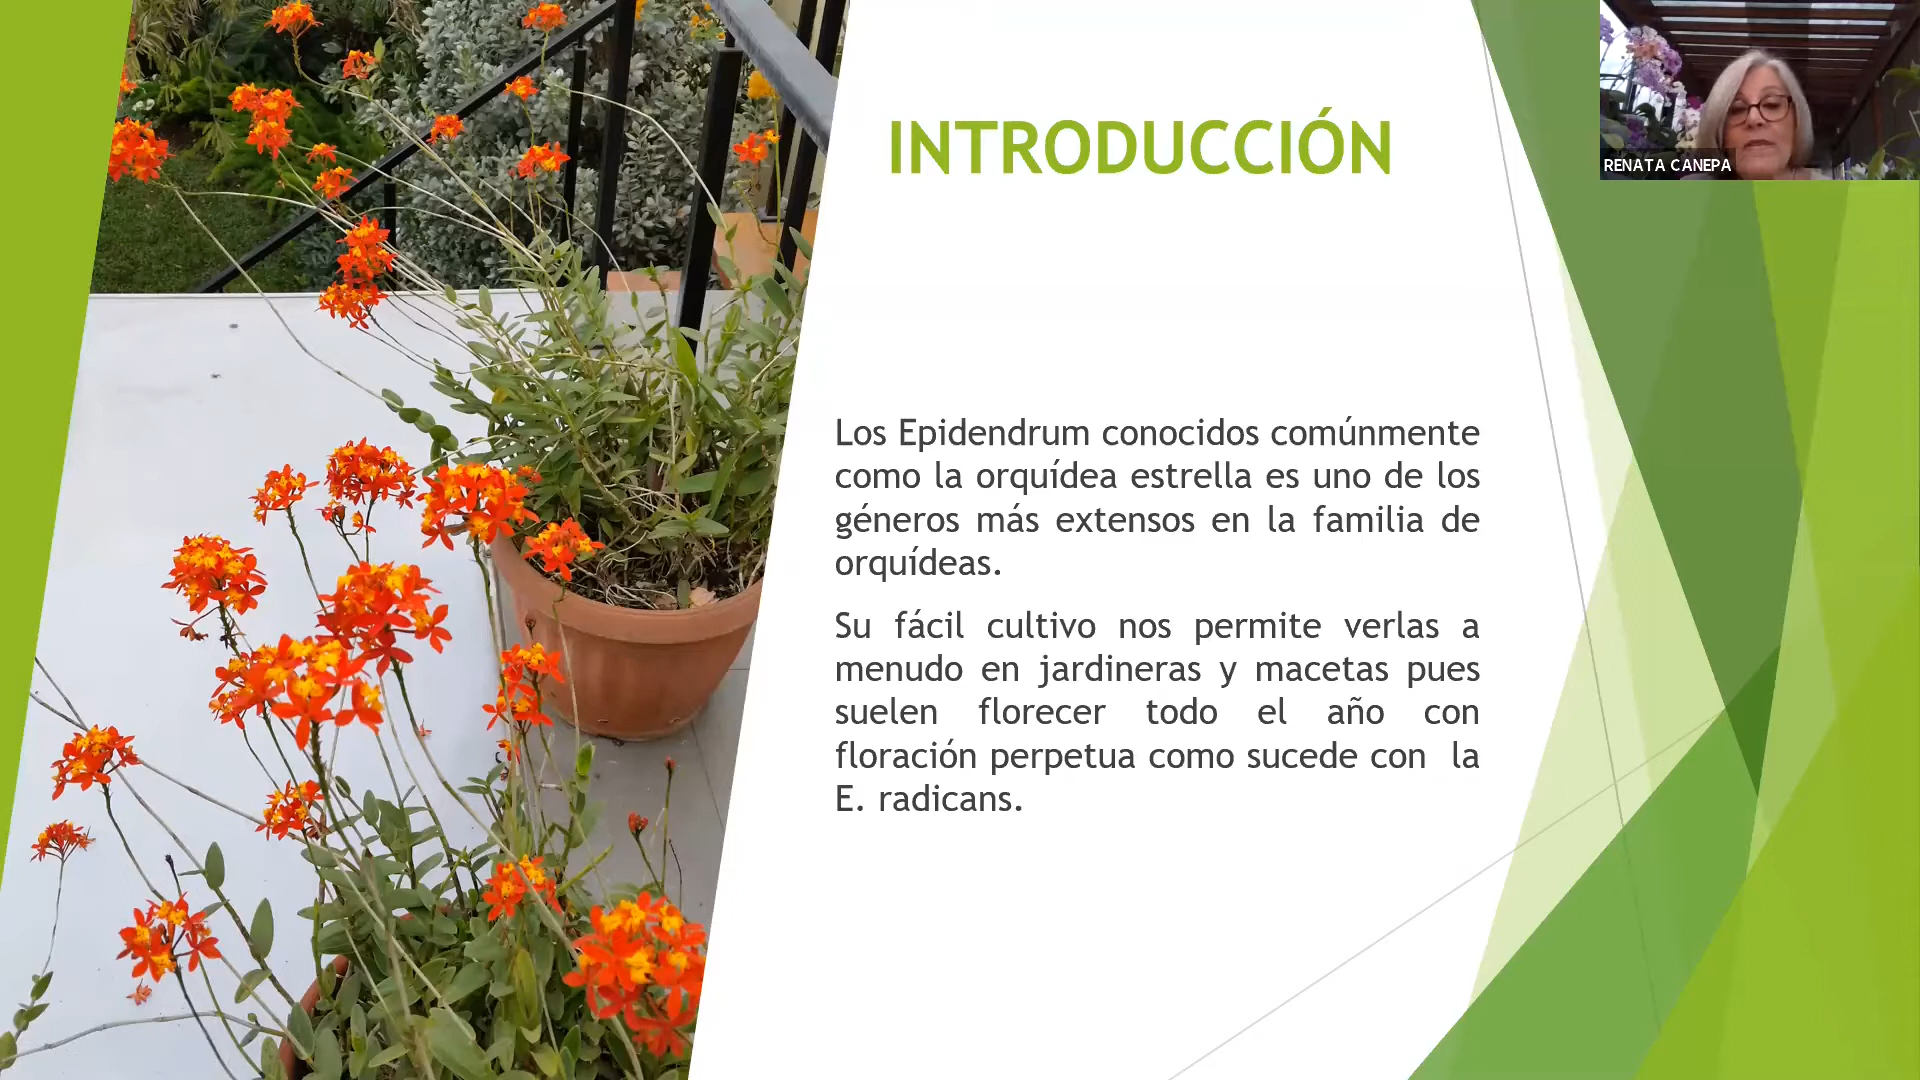 INTRODUCCIÓN
RENATA CANEPA
Los Epidendrum conocidos comúnmente
como la orquídea estrella es uno de los
géneros más extensos en la familia de
orquídeas.
Su fácil cultivo nos permite verlas a
menudo en jardineras y macetas pues
suelen florecer todo el año con
floración perpetua como sucede con la
E. radicans.